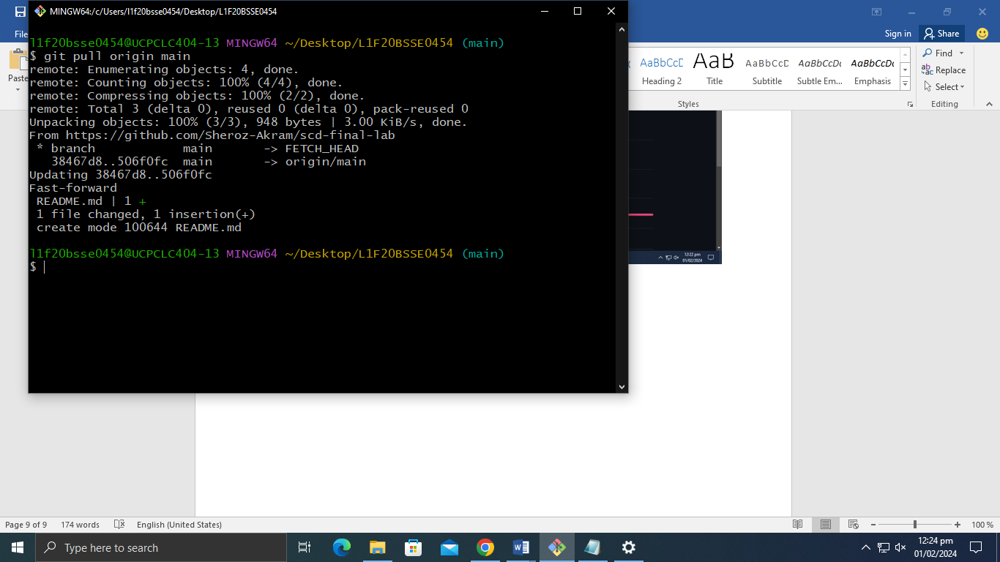 MINGW64:/c/Users/l1f20bsse0454/Desktop/L1F20BSSE0454
l1f20bsse0454@UCPCLC404-13 MINGW64 ~/Desktop/L1F20BSSE0454 (main)
$ git pull origin main
remote: Enumerating objects: 4, done.
remote: Counting objects: 100% (4/4), done.
remote: Compressing objects: 100% (2/2), done.
remote: Total 3 (delta 0), reused 0 (delta 0), pack-reused 0
Unpacking objects: 100% (3/3), 948 bytes | 3.00 KiB/s, done.
From https://github.com/Sheroz-Akram/scd-final-lab
* branch main -> FETCH_HEAD
38467d8..506f0fc main -> origin/main
Updating 38467d8..506f0fc
Fast-forward
README.md | 1 +
1 file changed, 1 insertion(+)
create mode 100644 README.md
l1f20bsse0454@UCPCLC404-13 MINGW64 ~/Desktop/L1F20BSSE0454 (main)
$
File
Paste
Sign in
Share
AaBbCcD
AaB
AaBbCcD
AaBbCcDd
AaBbCcDd
Heading 2
Title
Subtitle
Subtle Em...
Emphasis
Styles
Find
Replace
Select
Editing
12:22 pm
01/02/2024
Page 9 of 9
174 words
English (United States)
100 %
Type here to search
12:24 pm
01/02/2024